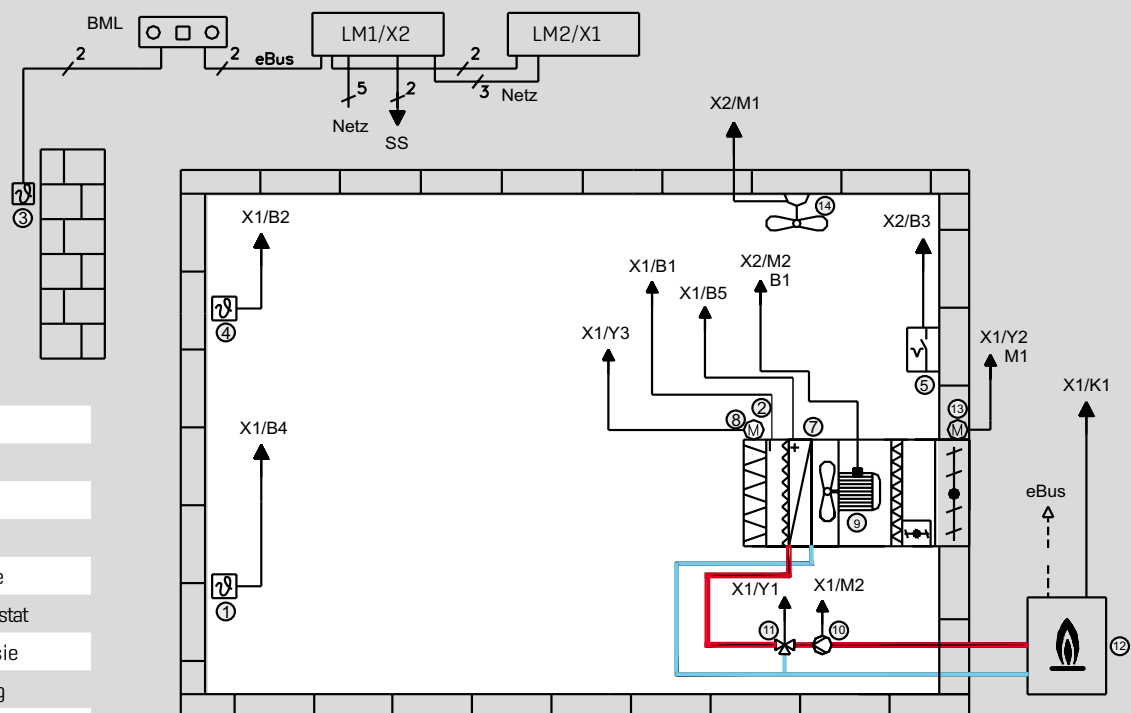 BML
LM1/X2
LM2/X1
2
2
eBus
5
2
2
3
Netz
Netz
SS
3
X2/M1
14
X1/B2
X2/B3
X1/B1
X2/M2
B1
X1/B5
4
X1/Y3
X1/Y2
M1
5
X1/K1
8
M
2
7
13
M
X1/B4
+
9
eBus
1
X1/Y1
X1/M2
11
10
12
e
stat
sie
g